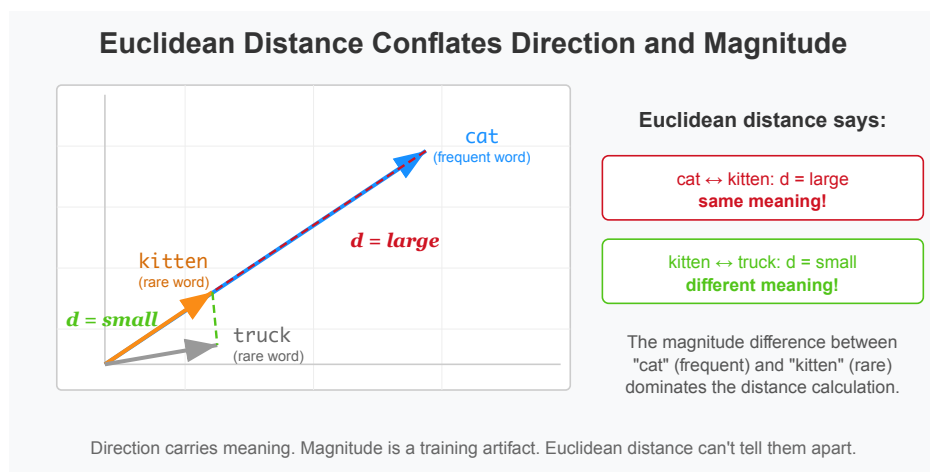 Euclidean Distance Conflates Direction and Magnitude
cat
(frequent word)
d = large
kitten
(rare word)
d = small
truck
(rare word)
Euclidean distance says:
cat ↔ kitten: d = large
same meaning!
kitten ↔ truck: d = small
different meaning!
The magnitude difference between
"cat" (frequent) and "kitten" (rare)
dominates the distance calculation.
Direction carries meaning. Magnitude is a training artifact. Euclidean distance can't tell them apart.